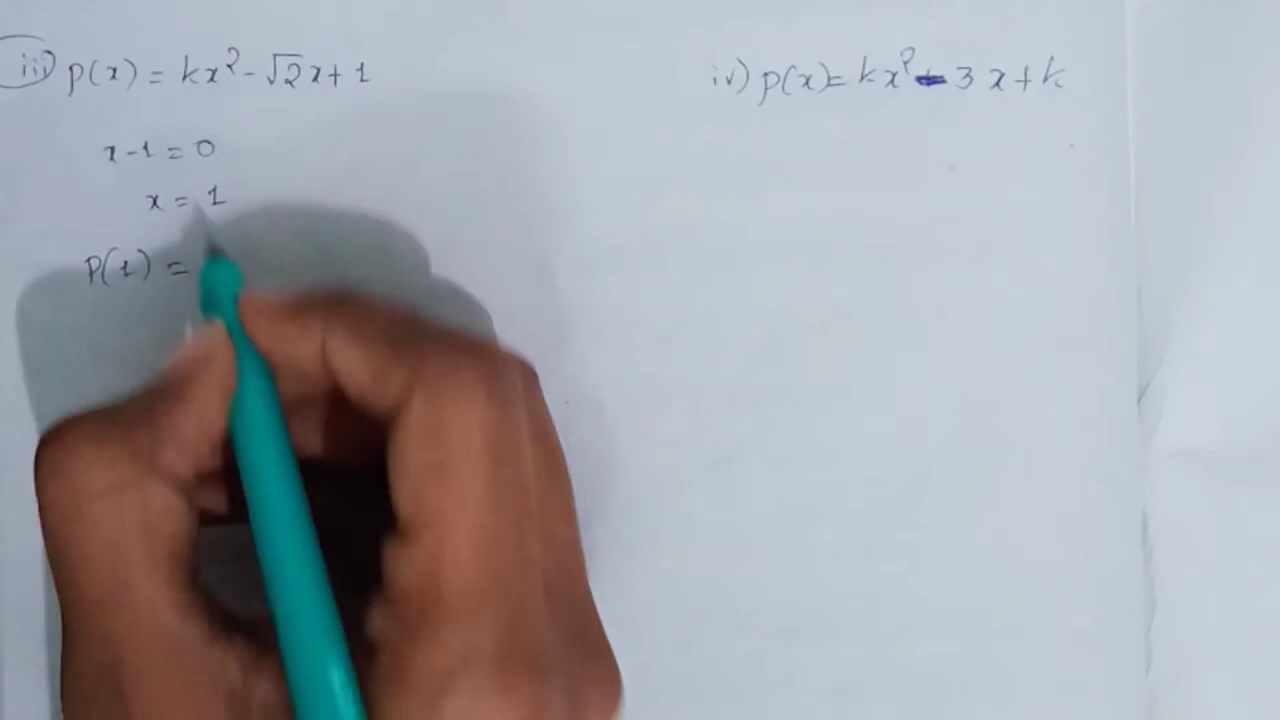 iii) p(x) = kx² - √2x + 1
x - 1 = 0
x = 1
P(1) =
iv) p(x) = kx² - 3x + k